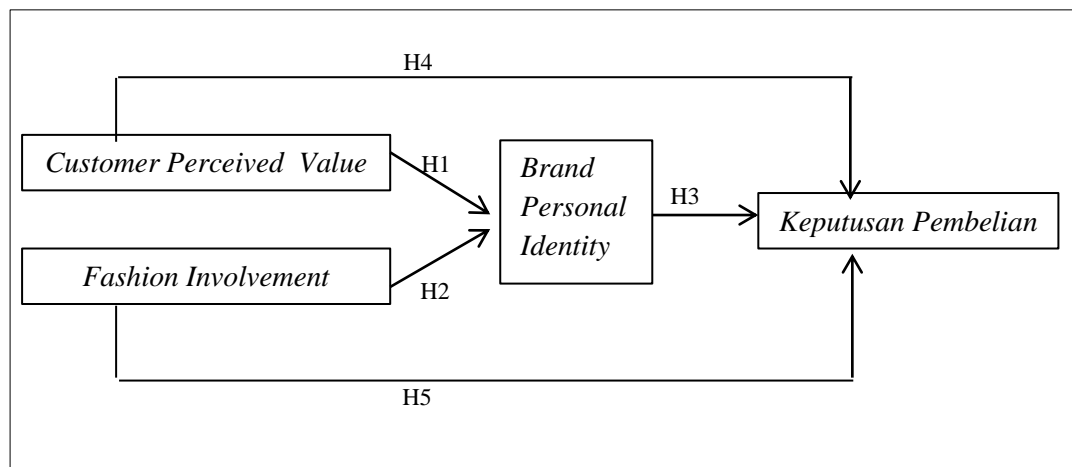 H4
Customer Perceived Value
H1
Brand
Personal
Identity
H3
Keputusan Pembelian
Fashion Involvement
H2
H5